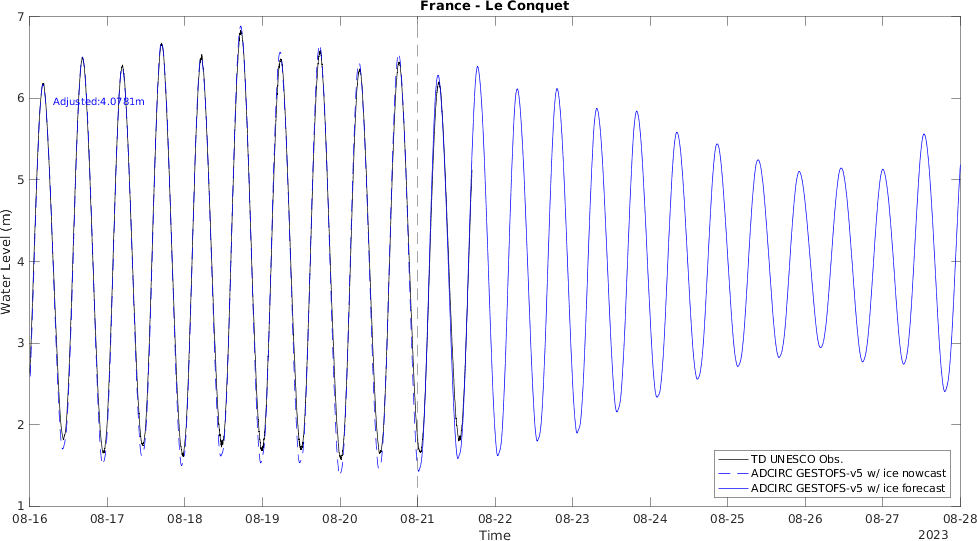 France - Le Conquet
7
6
5
4
3
2
1
Water Level (m)
Adjusted:4.0781m
TD UNESCO Obs.
ADCIRC GESTOFS-v5 w/ ice nowcast
ADCIRC GESTOFS-v5 w/ ice forecast
08-16 08-17 08-18 08-19 08-20 08-21 08-22 08-23 08-24 08-25 08-26 08-27 08-28
Time
2023